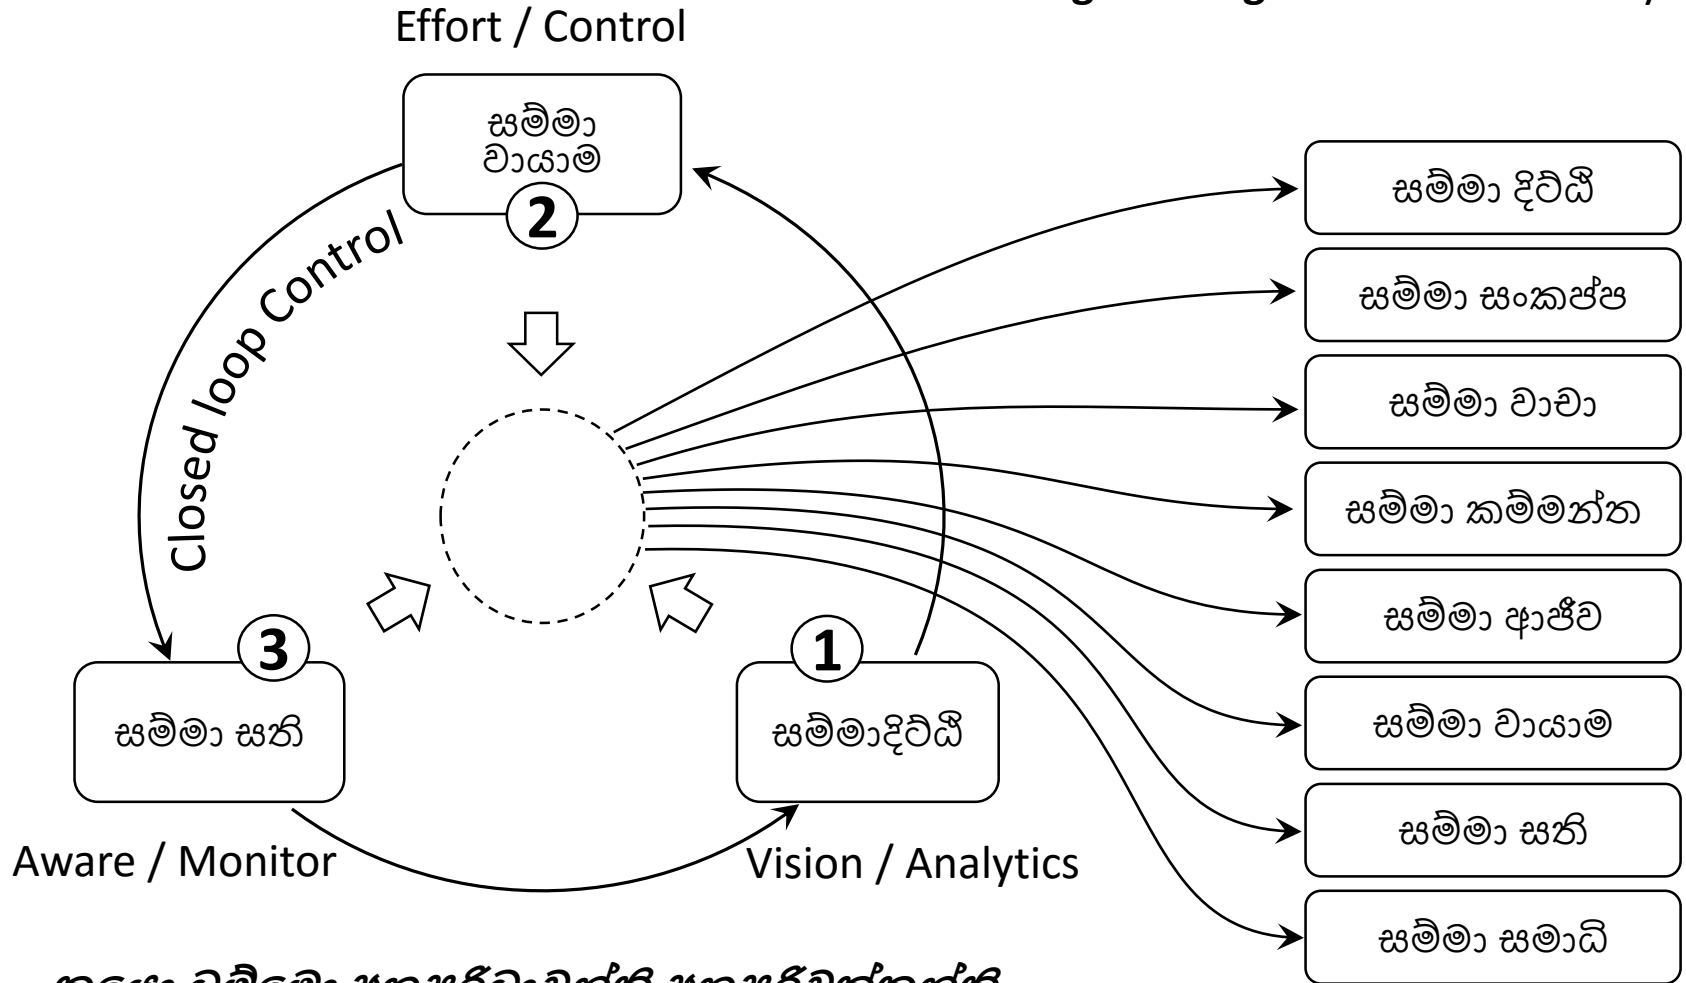 Effort / Control
සම්මා
වායාම
2
Closed loop Control
3
සම්මා සති
Aware / Monitor
1
සම්මාදිට්ඨි
Vision / Analytics
සම්මා දිට්ඨි
සම්මා සංකප්ප
සම්මා වාචා
සම්මා කම්මන්ත
සම්මා ආජීව
සම්මා වායාම
සම්මා සති
සම්මා සමාධි